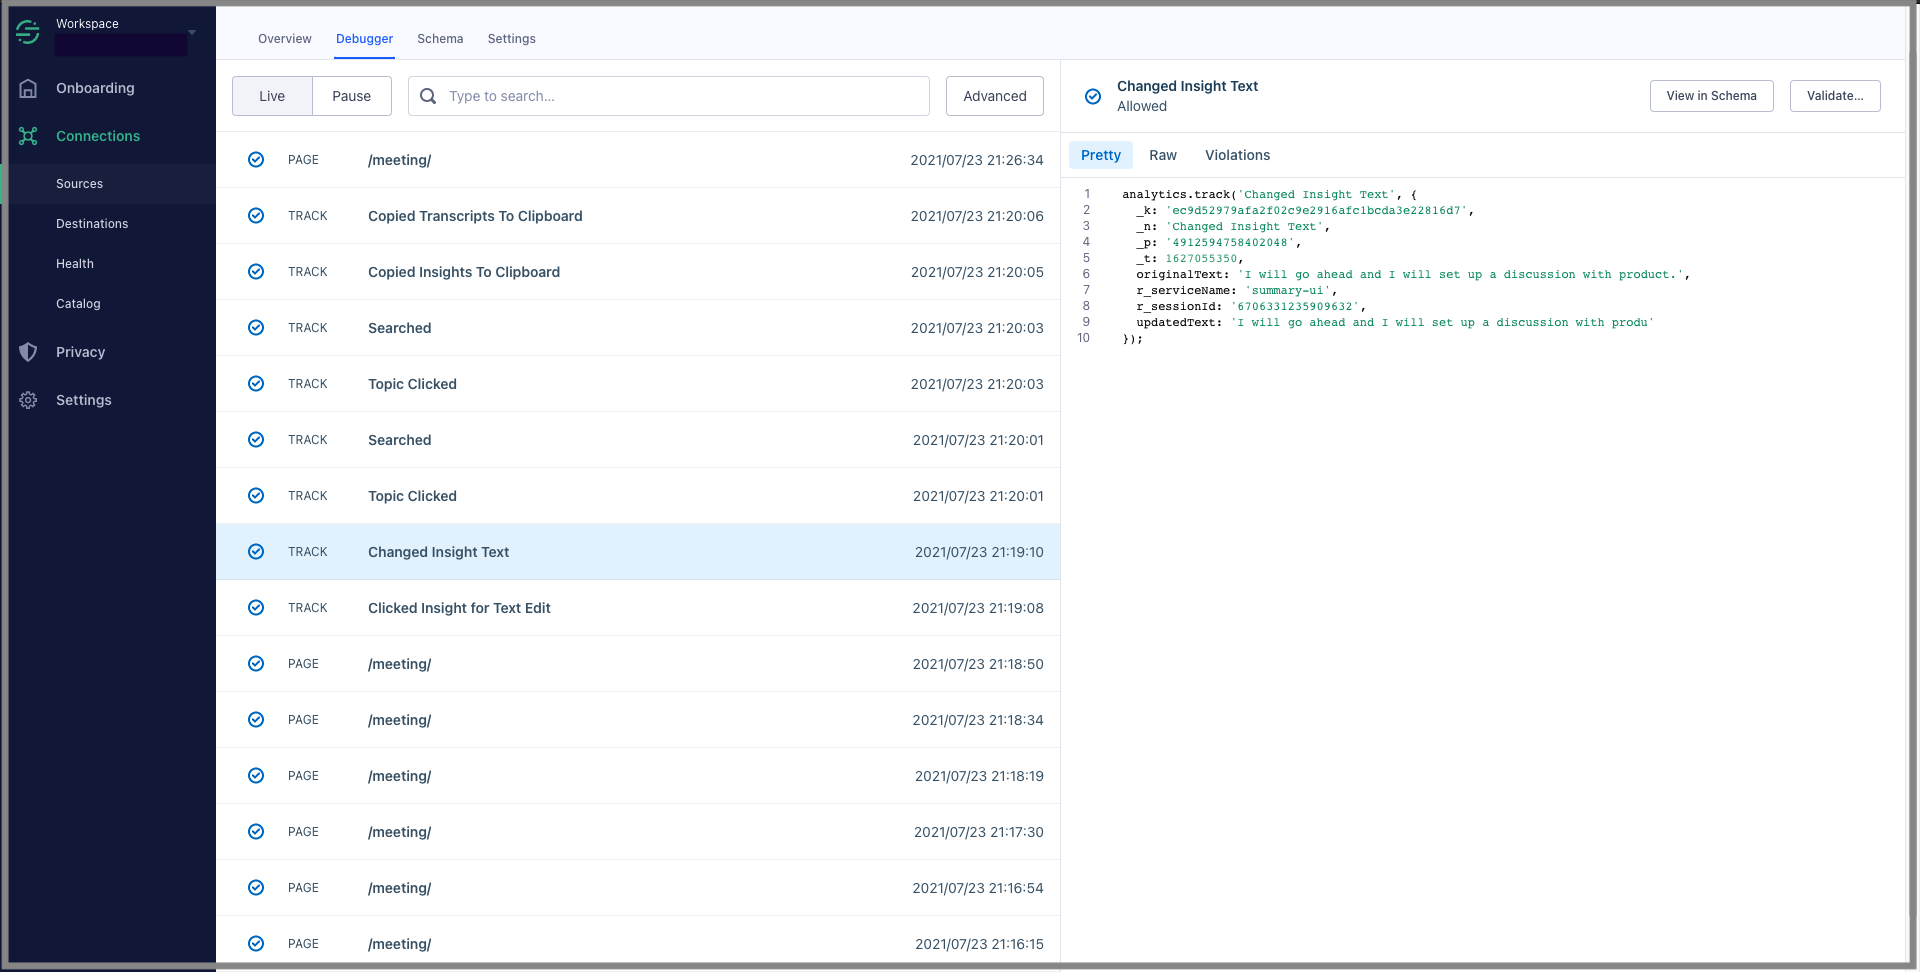 Workspace
Onboarding
Connections
Sources
Destinations
Health
Catalog
Privacy
Settings
Overview Debugger Schema Settings
Live Pause Type to search... Advanced
PAGE /meeting/ 2021/07/23 21:26:34
TRACK Copied Transcripts To Clipboard 2021/07/23 21:20:06
TRACK Copied Insights To Clipboard 2021/07/23 21:20:05
TRACK Searched 2021/07/23 21:20:03
TRACK Topic Clicked 2021/07/23 21:20:03
TRACK Searched 2021/07/23 21:20:01
TRACK Topic Clicked 2021/07/23 21:20:01
TRACK Changed Insight Text 2021/07/23 21:19:10
TRACK Clicked Insight for Text Edit 2021/07/23 21:19:08
PAGE /meeting/ 2021/07/23 21:18:50
PAGE /meeting/ 2021/07/23 21:18:34
PAGE /meeting/ 2021/07/23 21:18:19
PAGE /meeting/ 2021/07/23 21:17:30
PAGE /meeting/ 2021/07/23 21:16:54
PAGE /meeting/ 2021/07/23 21:16:15
Changed Insight Text
Allowed
View in Schema Validate...
Pretty Raw Violations
1 analytics.track('Changed Insight Text', {
2 _k: 'ec9d52979afa2f02c9e2916afc1bcda3e22816d7',
3 _n: 'Changed Insight Text',
4 _p: '4912594758402048',
5 _t: 1627055350,
6 originalText: 'I will go ahead and I will set up a discussion with product.',
7 r_serviceName: 'summary-ui',
8 r_sessionId: '6706331235909632',
9 updatedText: 'I will go ahead and I will set up a discussion with produ'
10 });